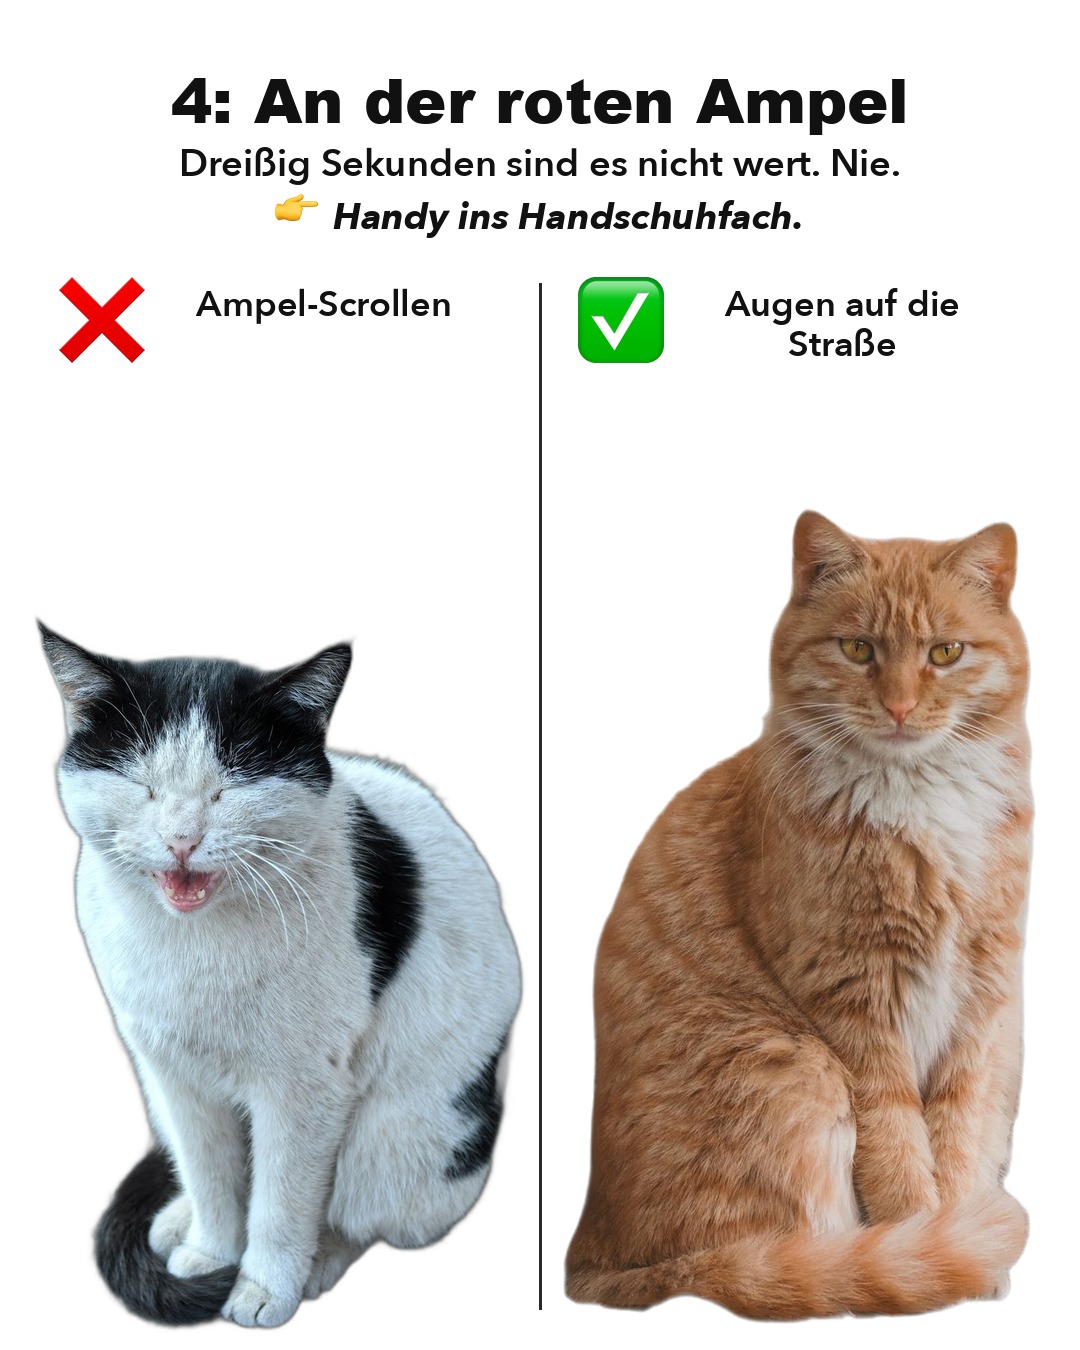 4: An der roten Ampel
Dreißig Sekunden sind es nicht wert. Nie.
👉 Handy ins Handschuhfach.
❌ Ampel-Scrollen
✅ Augen auf die
Straße